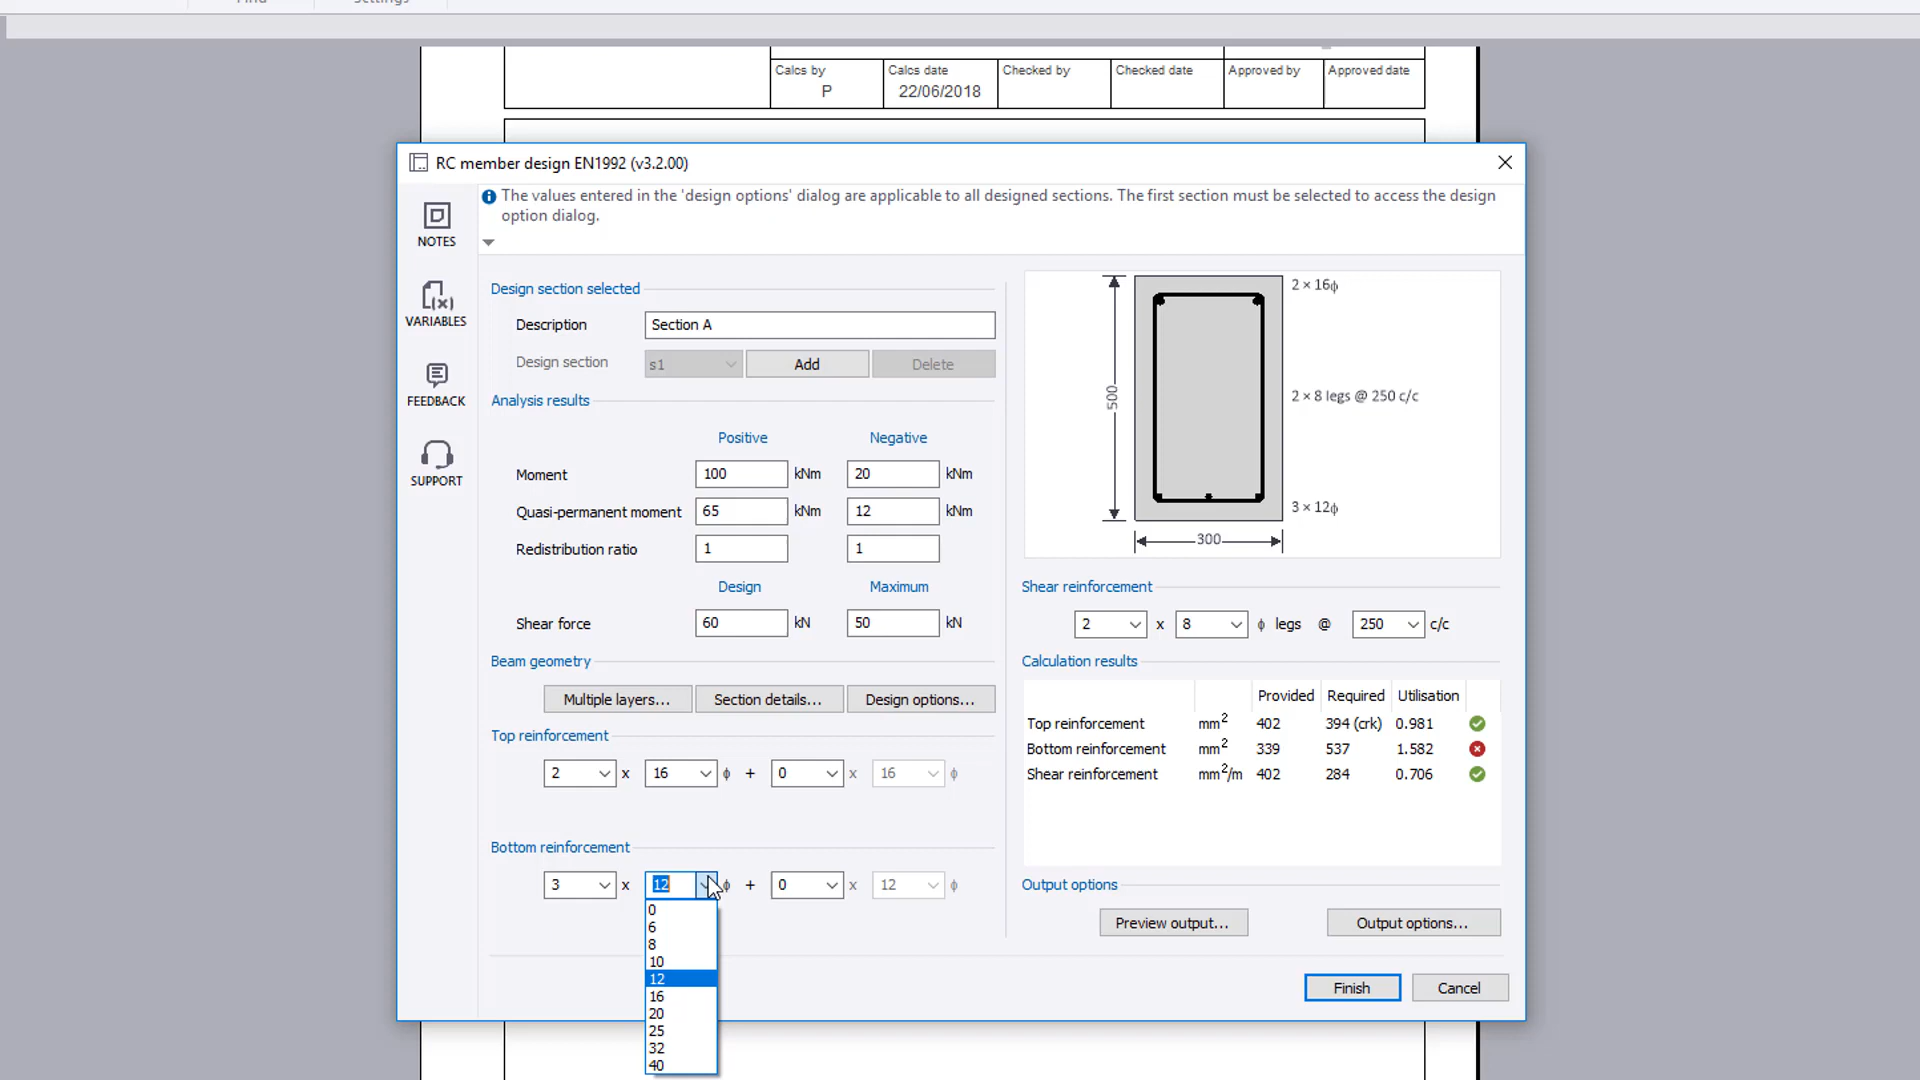 Find
Settings
Calcs by
P
Calcs date
22/06/2018
Checked by
Checked date
Approved by
Approved date
RC member design EN1992 (v3.2.00)
The values entered in the 'design options' dialog are applicable to all designed sections. The first section must be selected to access the design
option dialog.
NOTES
VARIABLES
FEEDBACK
SUPPORT
Design section selected
Description
Section A
Design section
s1
Add
Delete
Analysis results
Positive
Negative
Moment
100
kNm
20
kNm
Quasi-permanent moment
65
kNm
12
kNm
Redistribution ratio
1
1
Design
Maximum
Shear force
60
kN
50
kN
Beam geometry
Multiple layers...
Section details...
Design options...
Top reinforcement
2 x 16 ϕ + 0 x 16 ϕ
Bottom reinforcement
3 x 12 ϕ + 0 x 12 ϕ
0
6
8
10
12
16
20
25
32
40
2 × 16ϕ
500
2 × 8 legs @ 250 c/c
3 × 12ϕ
300
Shear reinforcement
2 x 8 ϕ legs @ 250 c/c
Calculation results
Provided Required Utilisation
Top reinforcement mm2 402 394 (crk) 0.981
Bottom reinforcement mm2 339 537 1.582
Shear reinforcement mm2/m 402 284 0.706
Output options
Preview output...
Output options...
Finish
Cancel